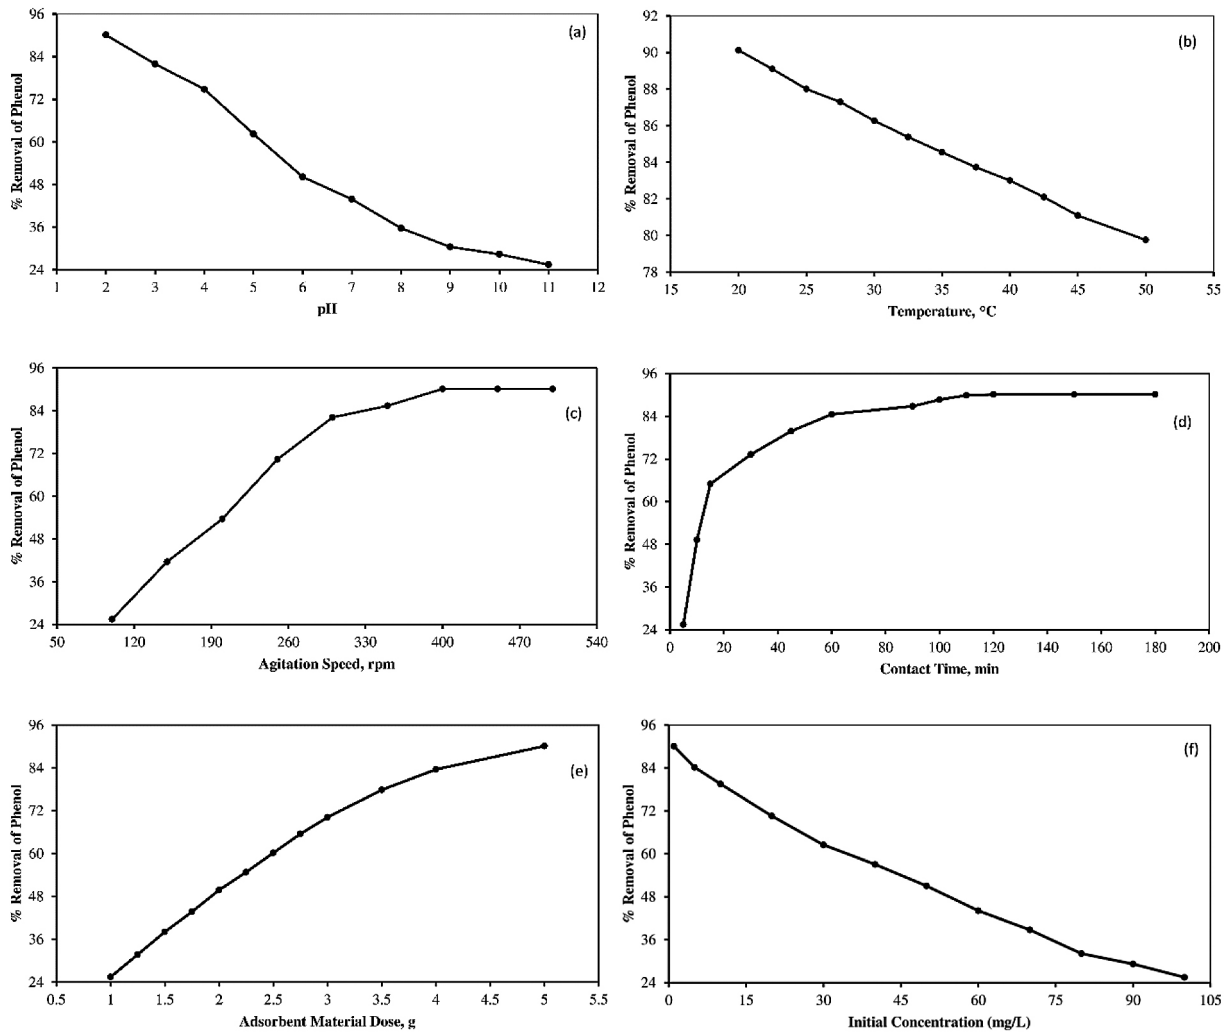 96
84
72
60
48
36
24
% Removal of Phenol
(a)
1 2 3 4 5 6 7 8 9 10 11 12
pII
92
90
88
86
84
82
80
78
% Removal of Phenol
(b)
15 20 25 30 35 40 45 50 55
Temperature, °C
96
84
72
60
48
36
24
% Removal of Phenol
(c)
50 120 190 260 330 400 470 540
Agitation Speed, rpm
96
84
72
60
48
36
24
% Removal of Phenol
(d)
0 20 40 60 80 100 120 140 160 180 200
Contact Time, min
96
84
72
60
48
36
24
% Removal of Phenol
(e)
0.5 1 1.5 2 2.5 3 3.5 4 4.5 5 5.5
Adsorbent Material Dose, g
96
84
72
60
48
36
24
% Removal of Phenol
(f)
0 15 30 45 60 75 90 105
Initial Concentration (mg/L)